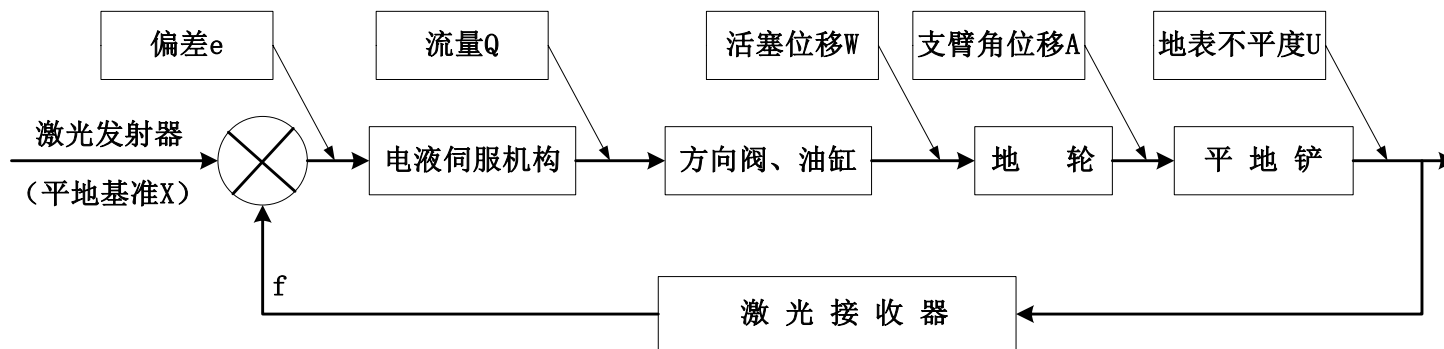 偏差e
流量Q
活塞位移W
支臂角位移A
地表不平度U
激光发射器
（平地基准X）
电液伺服机构
方向阀、油缸
地 轮
平 地 铲
f
激 光 接 收 器